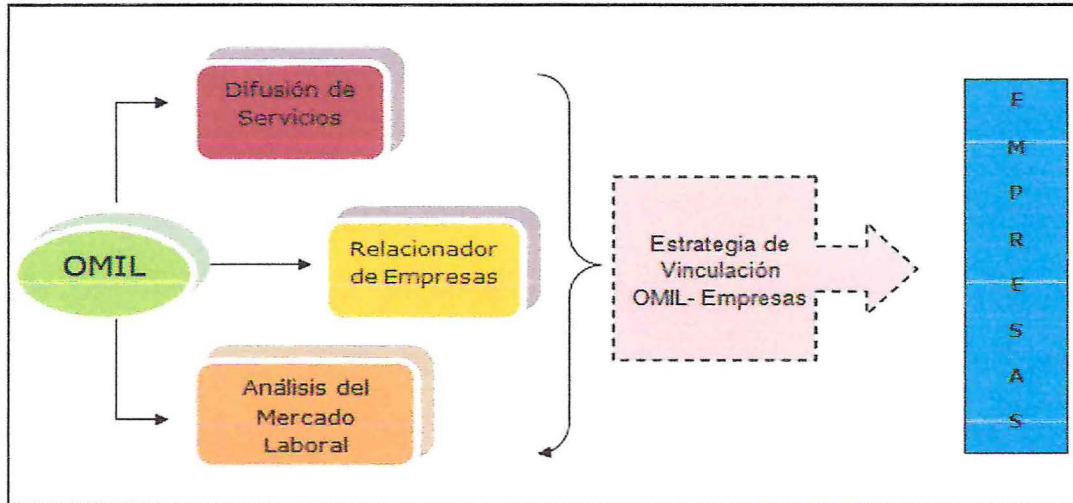 Difusión de
Servicios
OMIL
Relacionador
de Empresas
Análisis del
Mercado
Laboral
Estrategia de
Vinculación
OMIL- Empresas
E
M
P
R
E
S
A
S